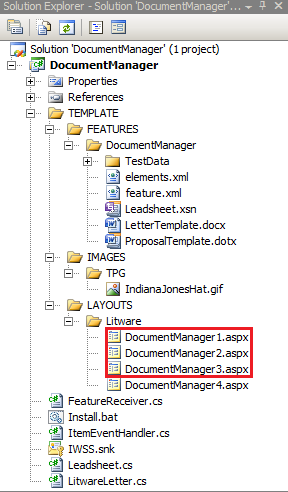 Solution Explorer - Solution 'DocumentManager'...
Solution 'DocumentManager' (1 project)
DocumentManager
Properties
References
TEMPLATE
FEATURES
DocumentManager
TestData
elements.xml
feature.xml
Leadsheet.xsn
LetterTemplate.docx
ProposalTemplate.dotx
IMAGES
TPG
IndianaJonesHat.gif
LAYOUTS
Litware
DocumentManager1.aspx
DocumentManager2.aspx
DocumentManager3.aspx
DocumentManager4.aspx
FeatureReceiver.cs
Install.bat
ItemEventHandler.cs
IWSS.snk
Leadsheet.cs
LitwareLetter.cs